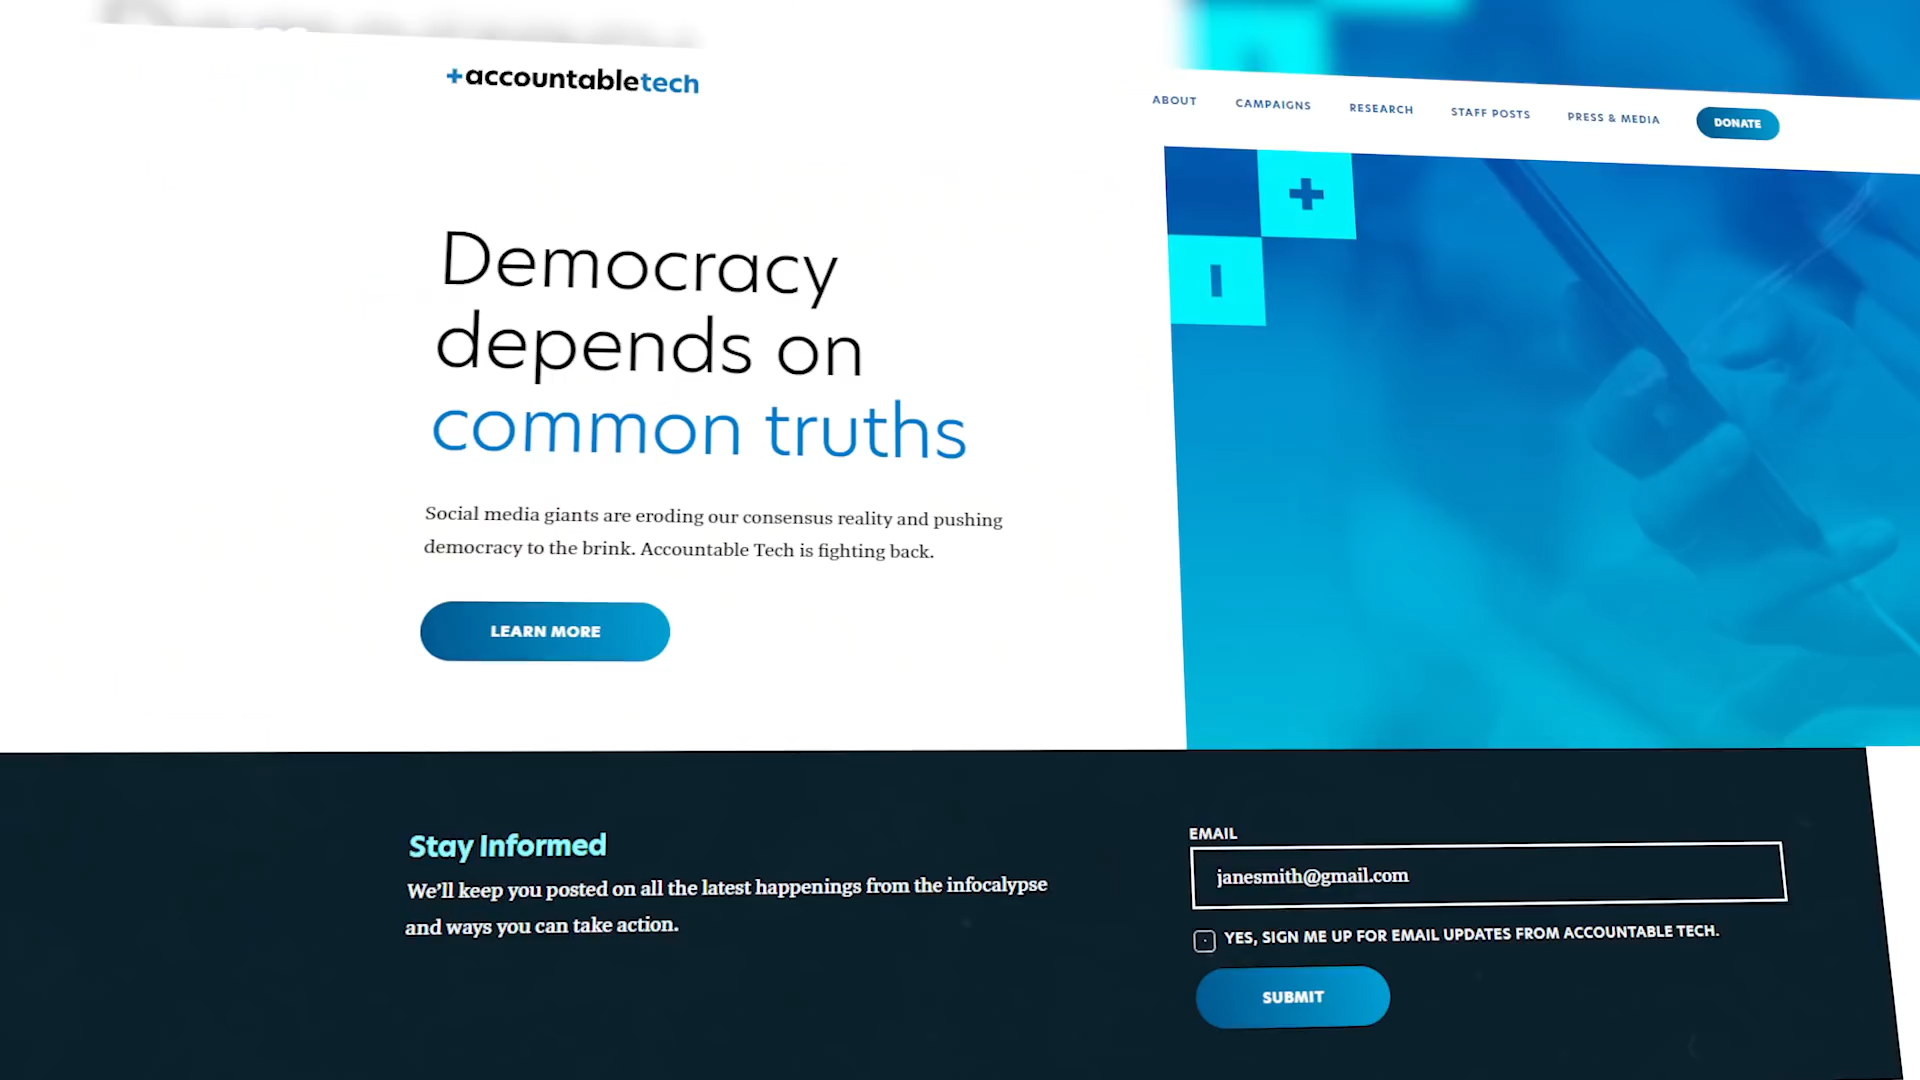 +accountabletech
ABOUT CAMPAIGNS RESEARCH STAFF POSTS PRESS & MEDIA DONATE
Democracy
depends on
common truths
Social media giants are eroding our consensus reality and pushing
democracy to the brink. Accountable Tech is fighting back.
LEARN MORE
Stay Informed
We'll keep you posted on all the latest happenings from the infocalypse
and ways you can take action.
EMAIL
janesmith@gmail.com
YES, SIGN ME UP FOR EMAIL UPDATES FROM ACCOUNTABLE TECH.
SUBMIT